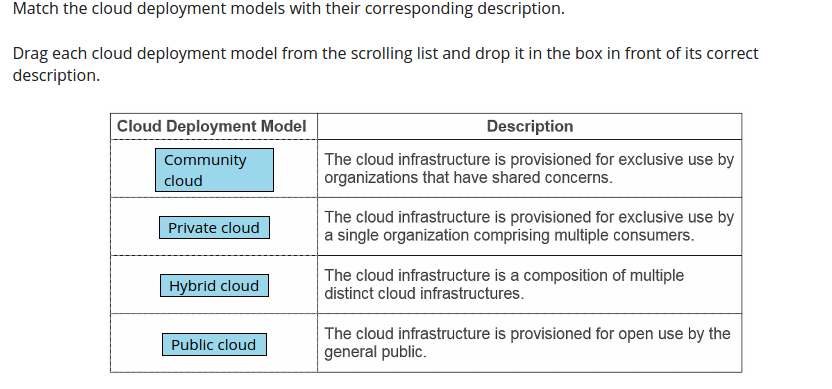 Match the cloud deployment models with their corresponding description.
Drag each cloud deployment model from the scrolling list and drop it in the box in front of its correct
description.
Cloud Deployment Model
Description
Community
cloud
The cloud infrastructure is provisioned for exclusive use by
organizations that have shared concerns.
Private cloud
The cloud infrastructure is provisioned for exclusive use by
a single organization comprising multiple consumers.
Hybrid cloud
The cloud infrastructure is a composition of multiple
distinct cloud infrastructures.
Public cloud
The cloud infrastructure is provisioned for open use by the
general public.